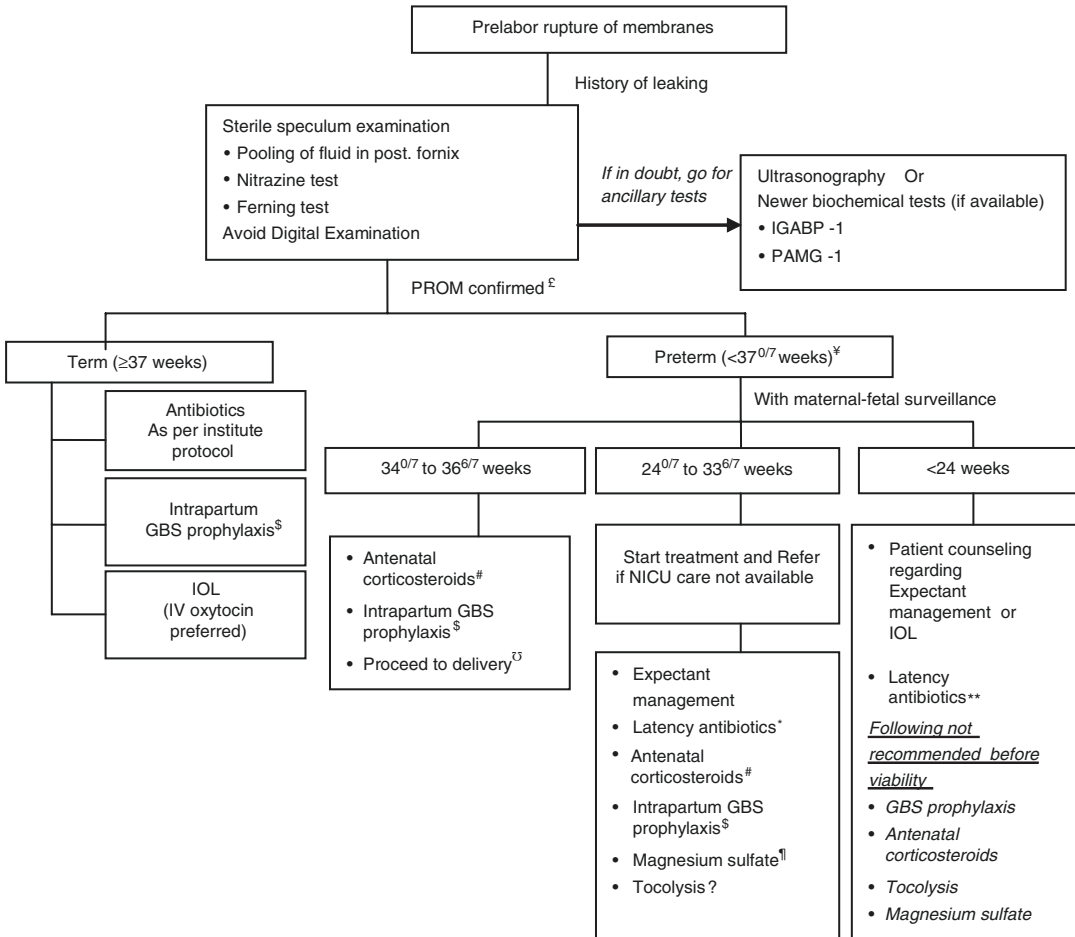 Prelabor rupture of membranes
History of leaking
Sterile speculum examination
• Pooling of fluid in post. fornix
• Nitrazine test
• Ferning test
Avoid Digital Examination
If in doubt, go for
ancillary tests
Ultrasonography Or
Newer biochemical tests (if available)
• IGABP -1
• PAMG -1
PROM confirmed £
Term (≥37 weeks)
Antibiotics
As per institute
protocol
Intrapartum
GBS prophylaxis$
IOL
(IV oxytocin
preferred)
Preterm (<37 0/7 weeks)¥
With maternal-fetal surveillance
34 0/7 to 36 6/7 weeks
• Antenatal
corticosteroids#
• Intrapartum GBS
prophylaxis$
• Proceed to delivery℧
24 0/7 to 33 6/7 weeks
Start treatment and Refer
if NICU care not available
• Expectant
management
• Latency antibiotics*
• Antenatal
corticosteroids#
• Intrapartum GBS
prophylaxis$
• Magnesium sulfate¶
• Tocolysis?
<24 weeks
• Patient counseling
regarding
Expectant
management or
IOL
• Latency
antibiotics**
Following not
recommended before
viability
• GBS prophylaxis
• Antenatal
corticosteroids
• Tocolysis
• Magnesium sulfate